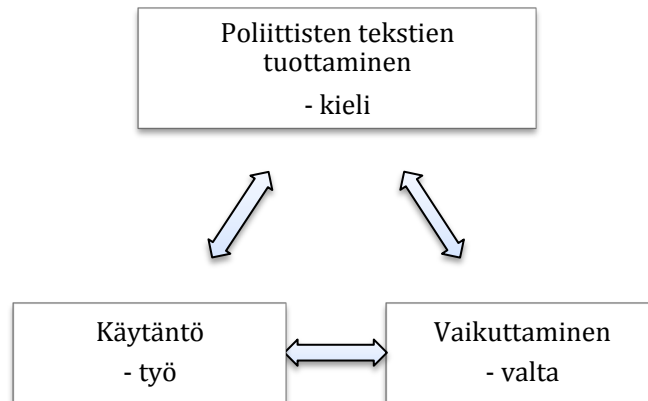 Poliittisten tekstien
tuottaminen
- kieli
Käytäntö
- työ
Vaikuttaminen
- valta